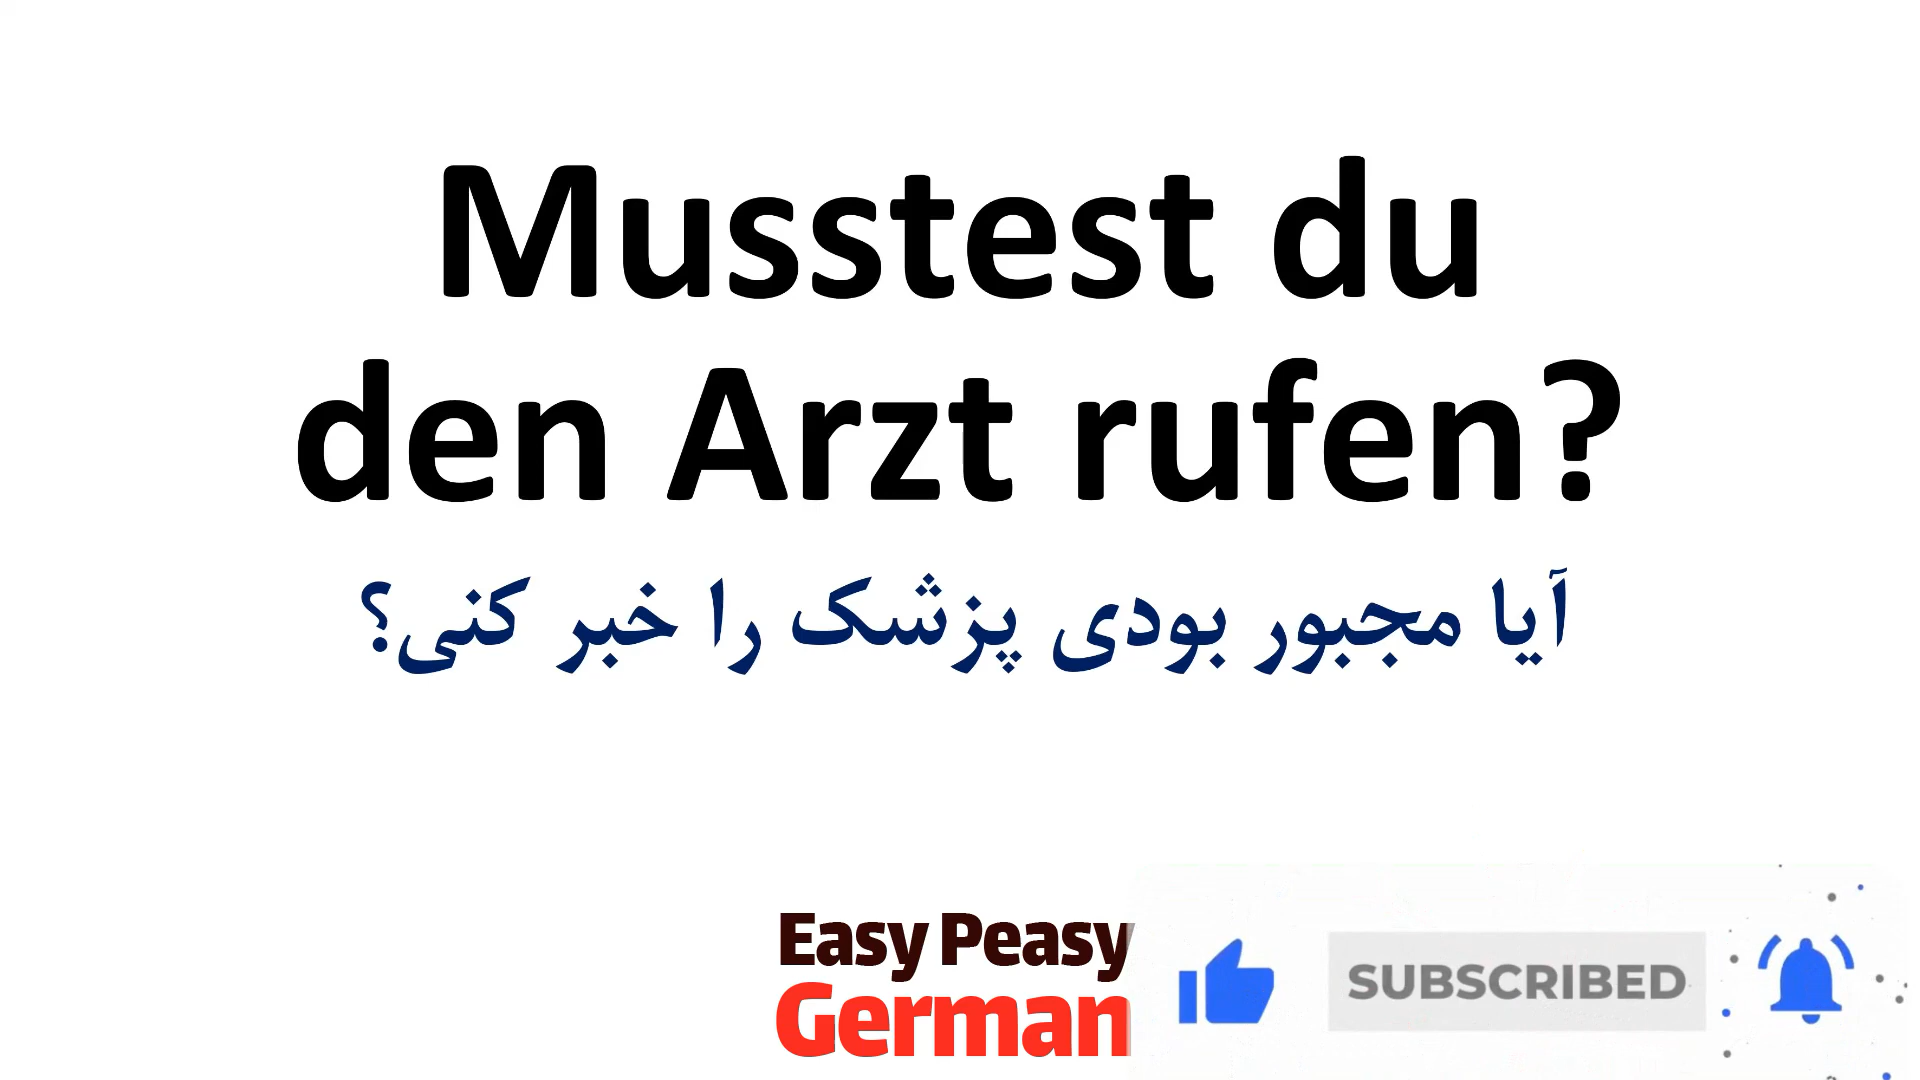 Musstest du
den Arzt rufen?
آیا مجبور بودی پزشک را خبر کنی؟
Easy Peasy
German
SUBSCRIBED